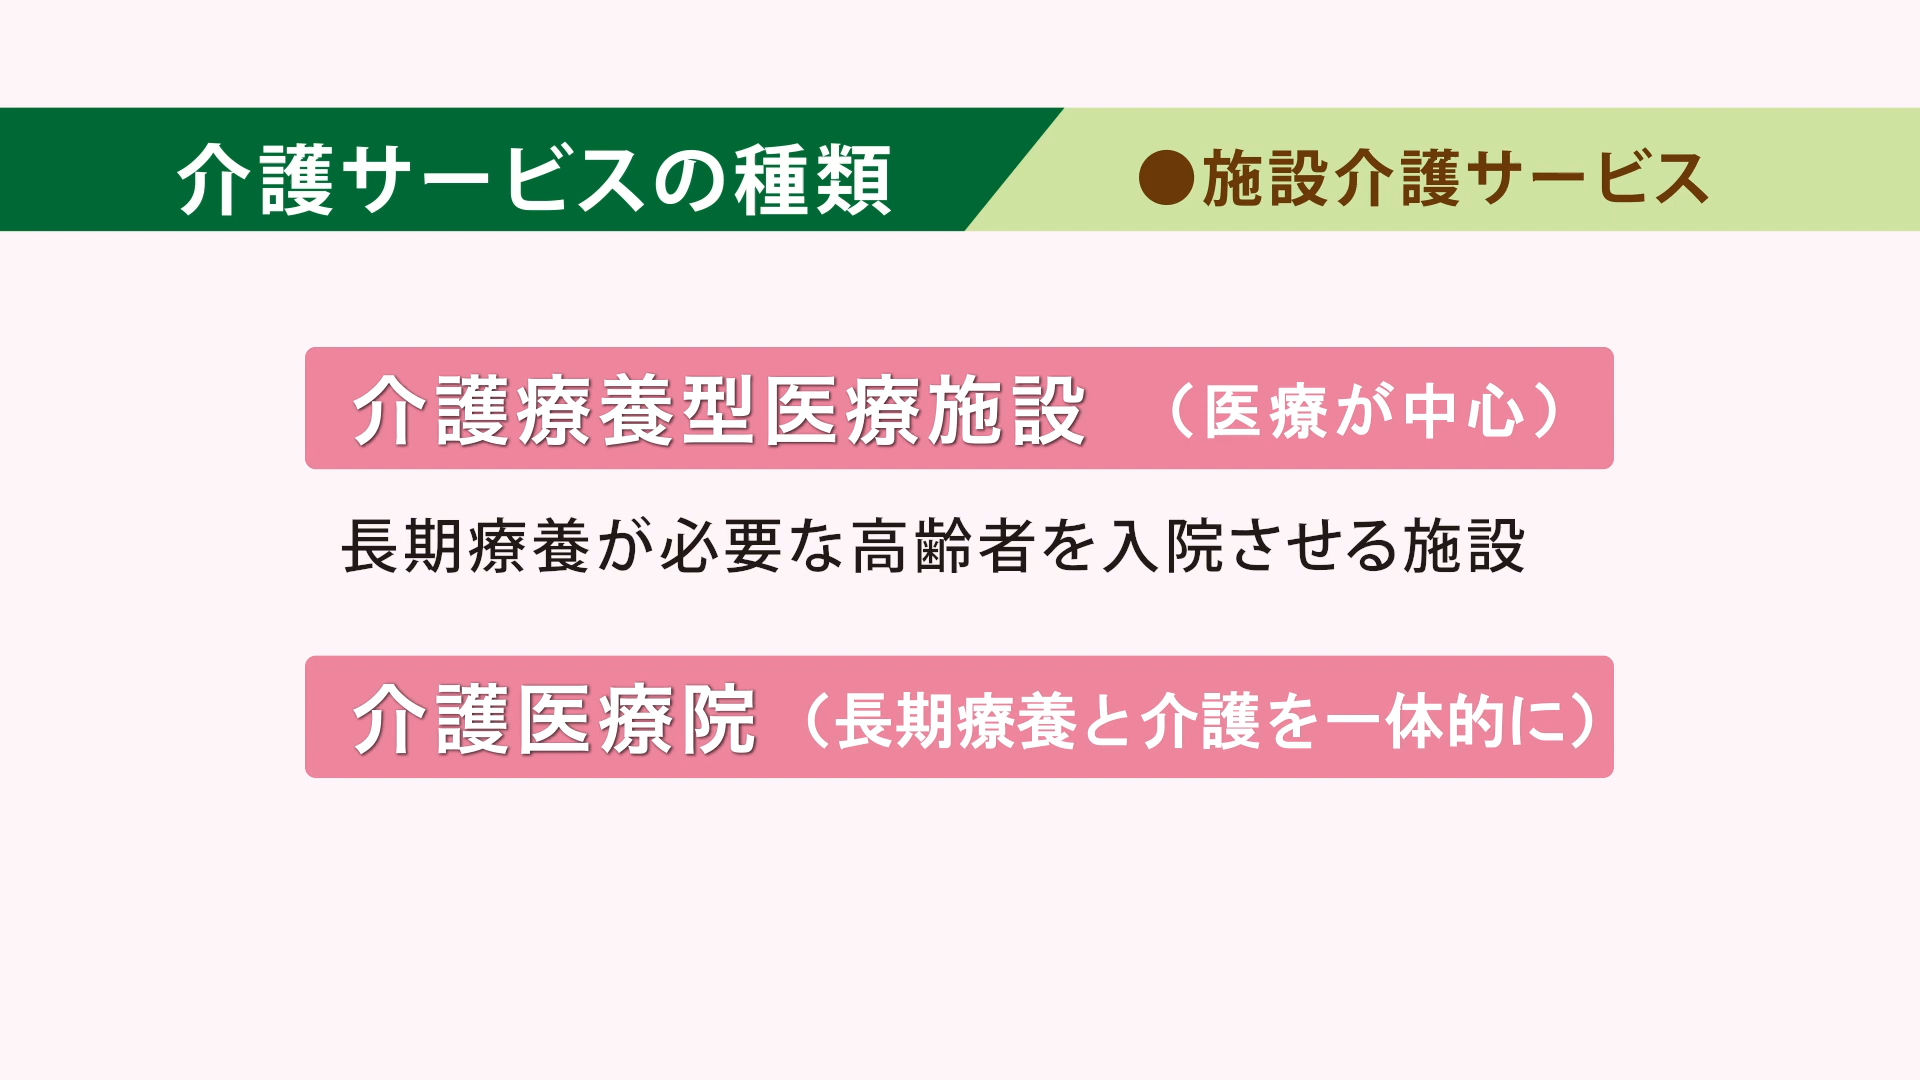 介護サービスの種類
●施設介護サービス
介護療養型医療施設 （医療が中心）
長期療養が必要な高齢者を入院させる施設
介護医療院 （長期療養と介護を一体的に）